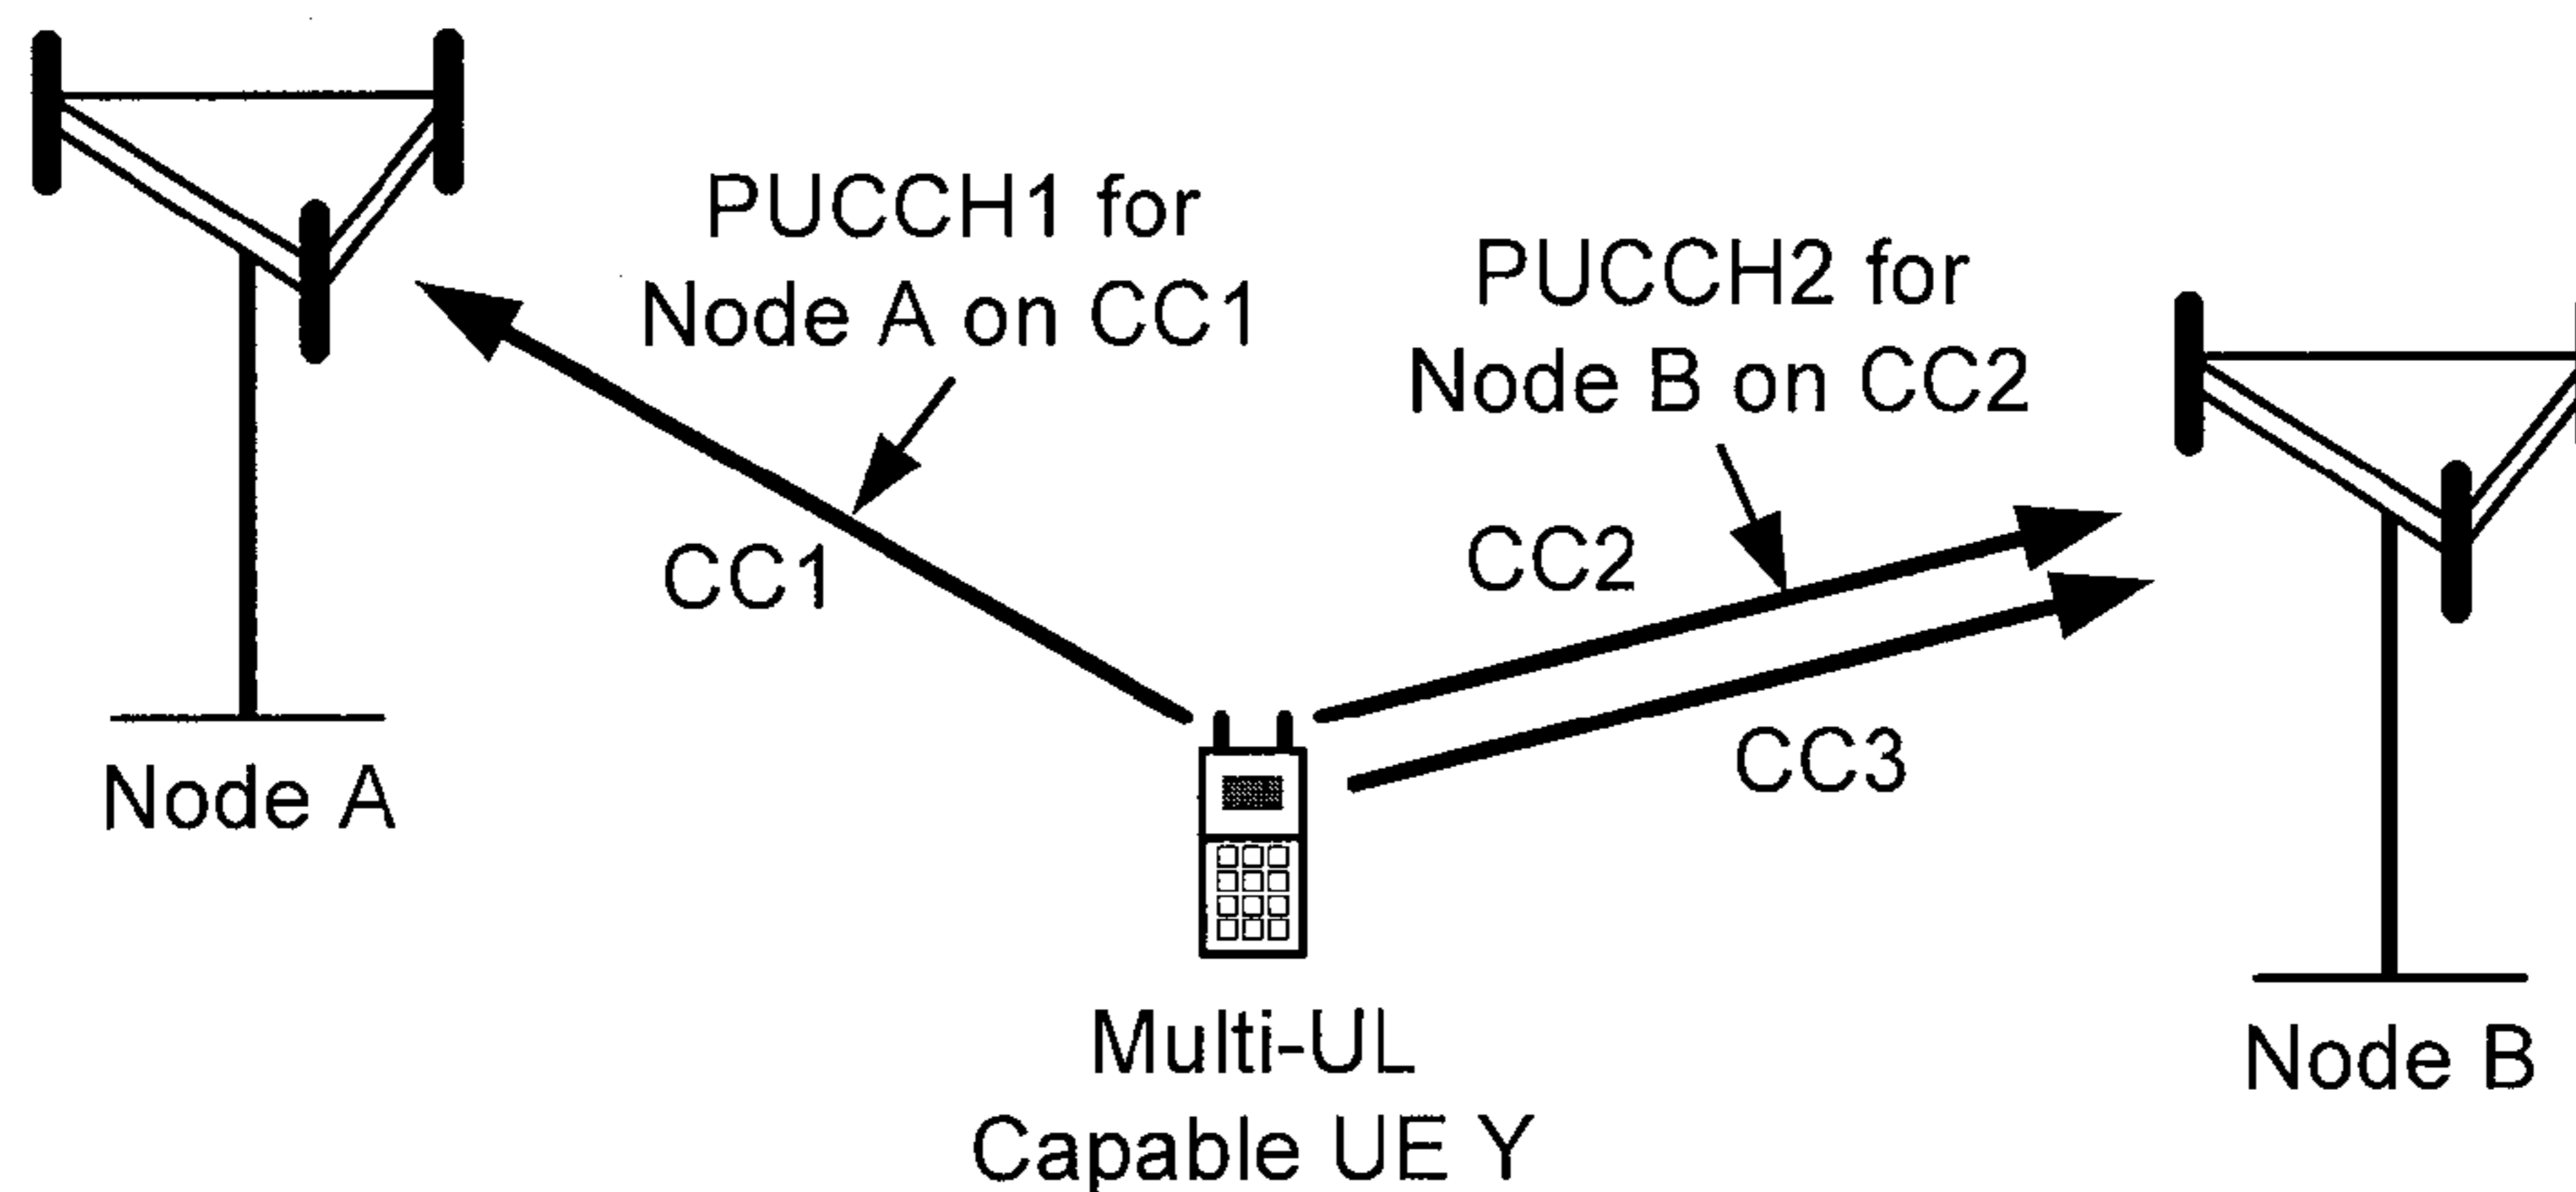 PUCCH1 for
Node A on CC1
PUCCH2 for
Node B on CC2
CC1
CC2
CC3
Node A
Node B
Multi-UL
Capable UE Y